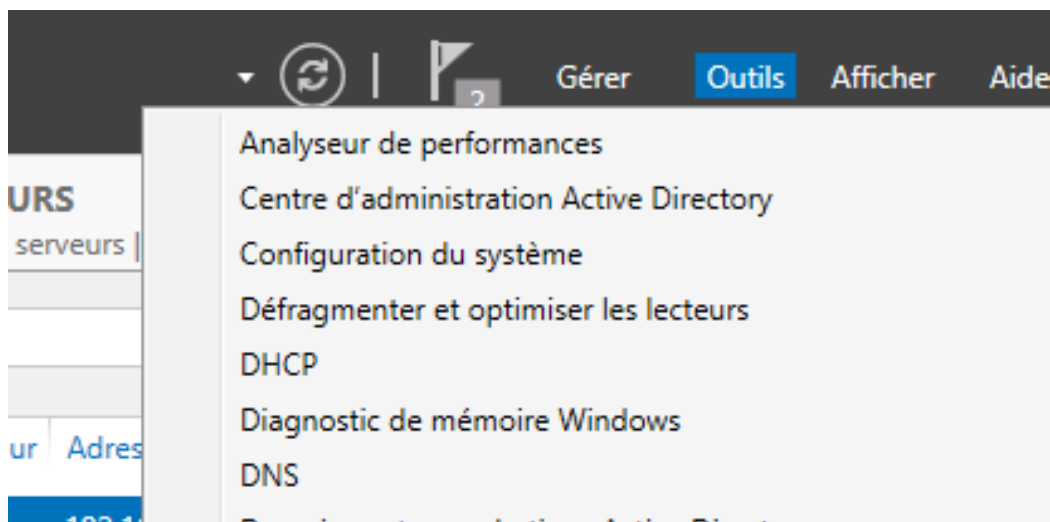 2
Gérer Outils Afficher Aide
Analyseur de performances
URS
Centre d'administration Active Directory
serveurs |
Configuration du système
Défragmenter et optimiser les lecteurs
DHCP
Diagnostic de mémoire Windows
ur Adres
DNS